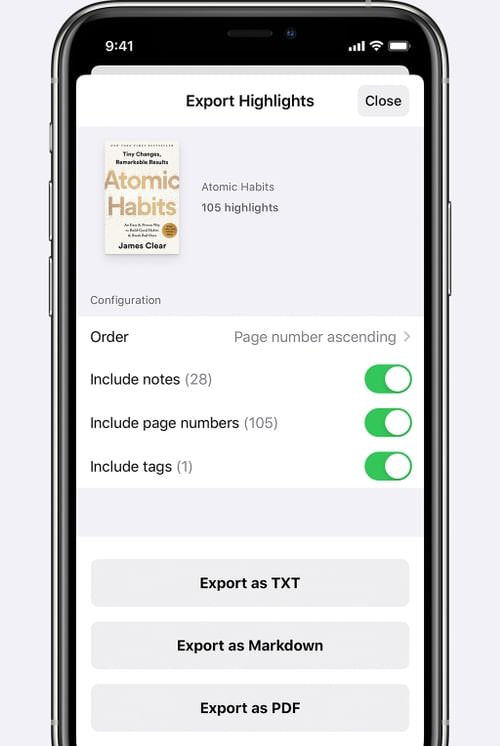 9:41
Export Highlights
Close
NEW YORK TIMES BESTSELLER
Tiny Changes,
Remarkable Results
Atomic
Habits
An Easy & Proven Way
to Build Good Habits
& Break Bad Ones
James Clear
Atomic Habits
105 highlights
Configuration
Order Page number ascending
Include notes (28)
Include page numbers (105)
Include tags (1)
Export as TXT
Export as Markdown
Export as PDF